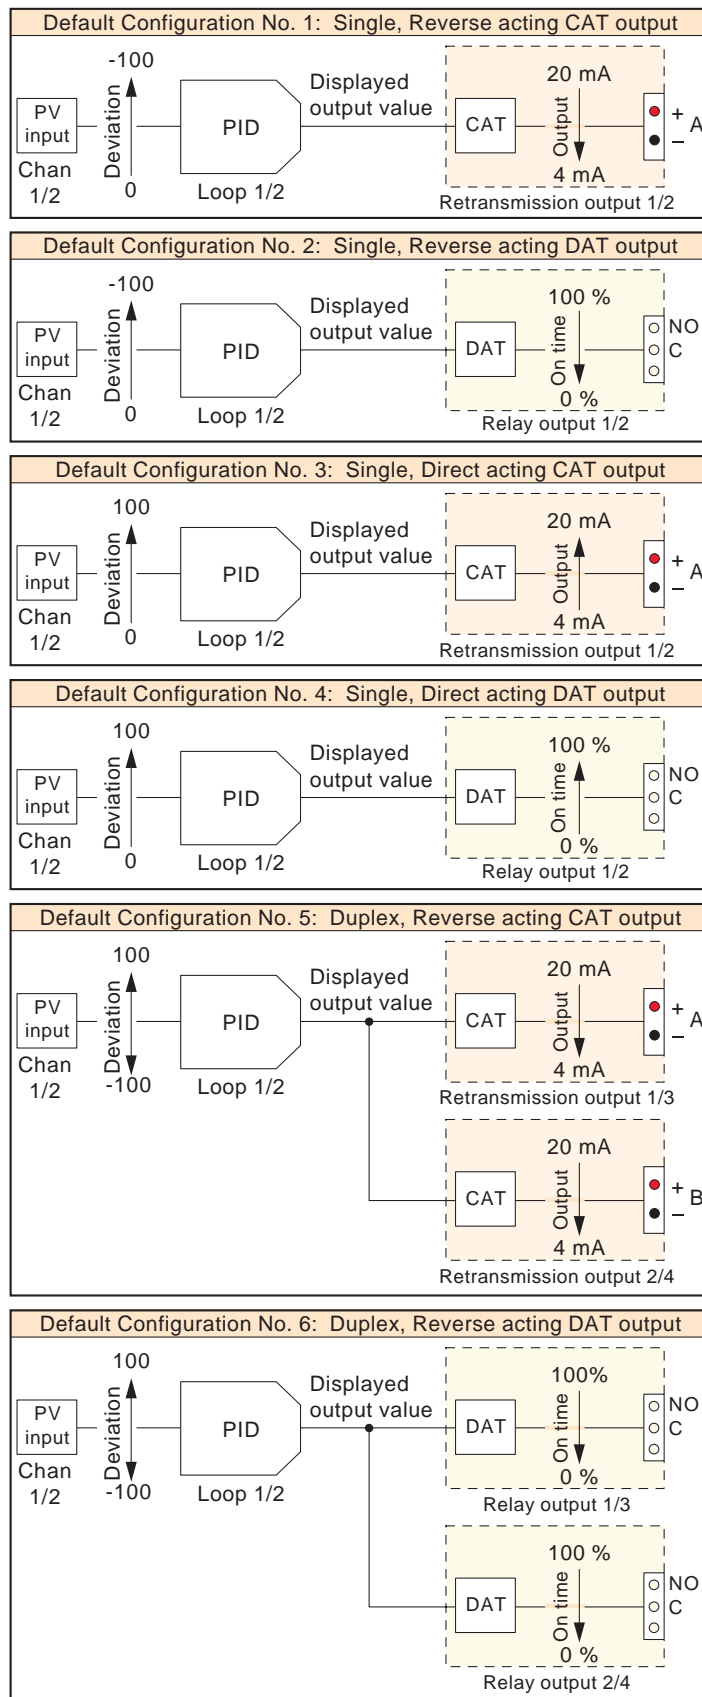 Default Configuration No. 1: Single, Reverse acting CAT output
-100
Deviation
0
PV
input
Chan
1/2
PID
Loop 1/2
Displayed
output value
CAT
20 mA
Output
4 mA
+
–
A
Retransmission output 1/2
Default Configuration No. 2: Single, Reverse acting DAT output
-100
Deviation
0
PV
input
Chan
1/2
PID
Loop 1/2
Displayed
output value
DAT
100 %
On time
0 %
NO
C
Relay output 1/2
Default Configuration No. 3: Single, Direct acting CAT output
100
Deviation
0
PV
input
Chan
1/2
PID
Loop 1/2
Displayed
output value
CAT
20 mA
Output
4 mA
+
–
A
Retransmission output 1/2
Default Configuration No. 4: Single, Direct acting DAT output
100
Deviation
0
PV
input
Chan
1/2
PID
Loop 1/2
Displayed
output value
DAT
100 %
On time
0 %
NO
C
Relay output 1/2
Default Configuration No. 5: Duplex, Reverse acting CAT output
100
Deviation
-100
PV
input
Chan
1/2
PID
Loop 1/2
Displayed
output value
CAT
20 mA
Output
4 mA
+
–
A
Retransmission output 1/3
CAT
20 mA
Output
4 mA
+
–
B
Retransmission output 2/4
Default Configuration No. 6: Duplex, Reverse acting DAT output
100
Deviation
-100
PV
input
Chan
1/2
PID
Loop 1/2
Displayed
output value
DAT
100%
On time
0 %
NO
C
Relay output 1/3
DAT
100 %
On time
0 %
NO
C
Relay output 2/4